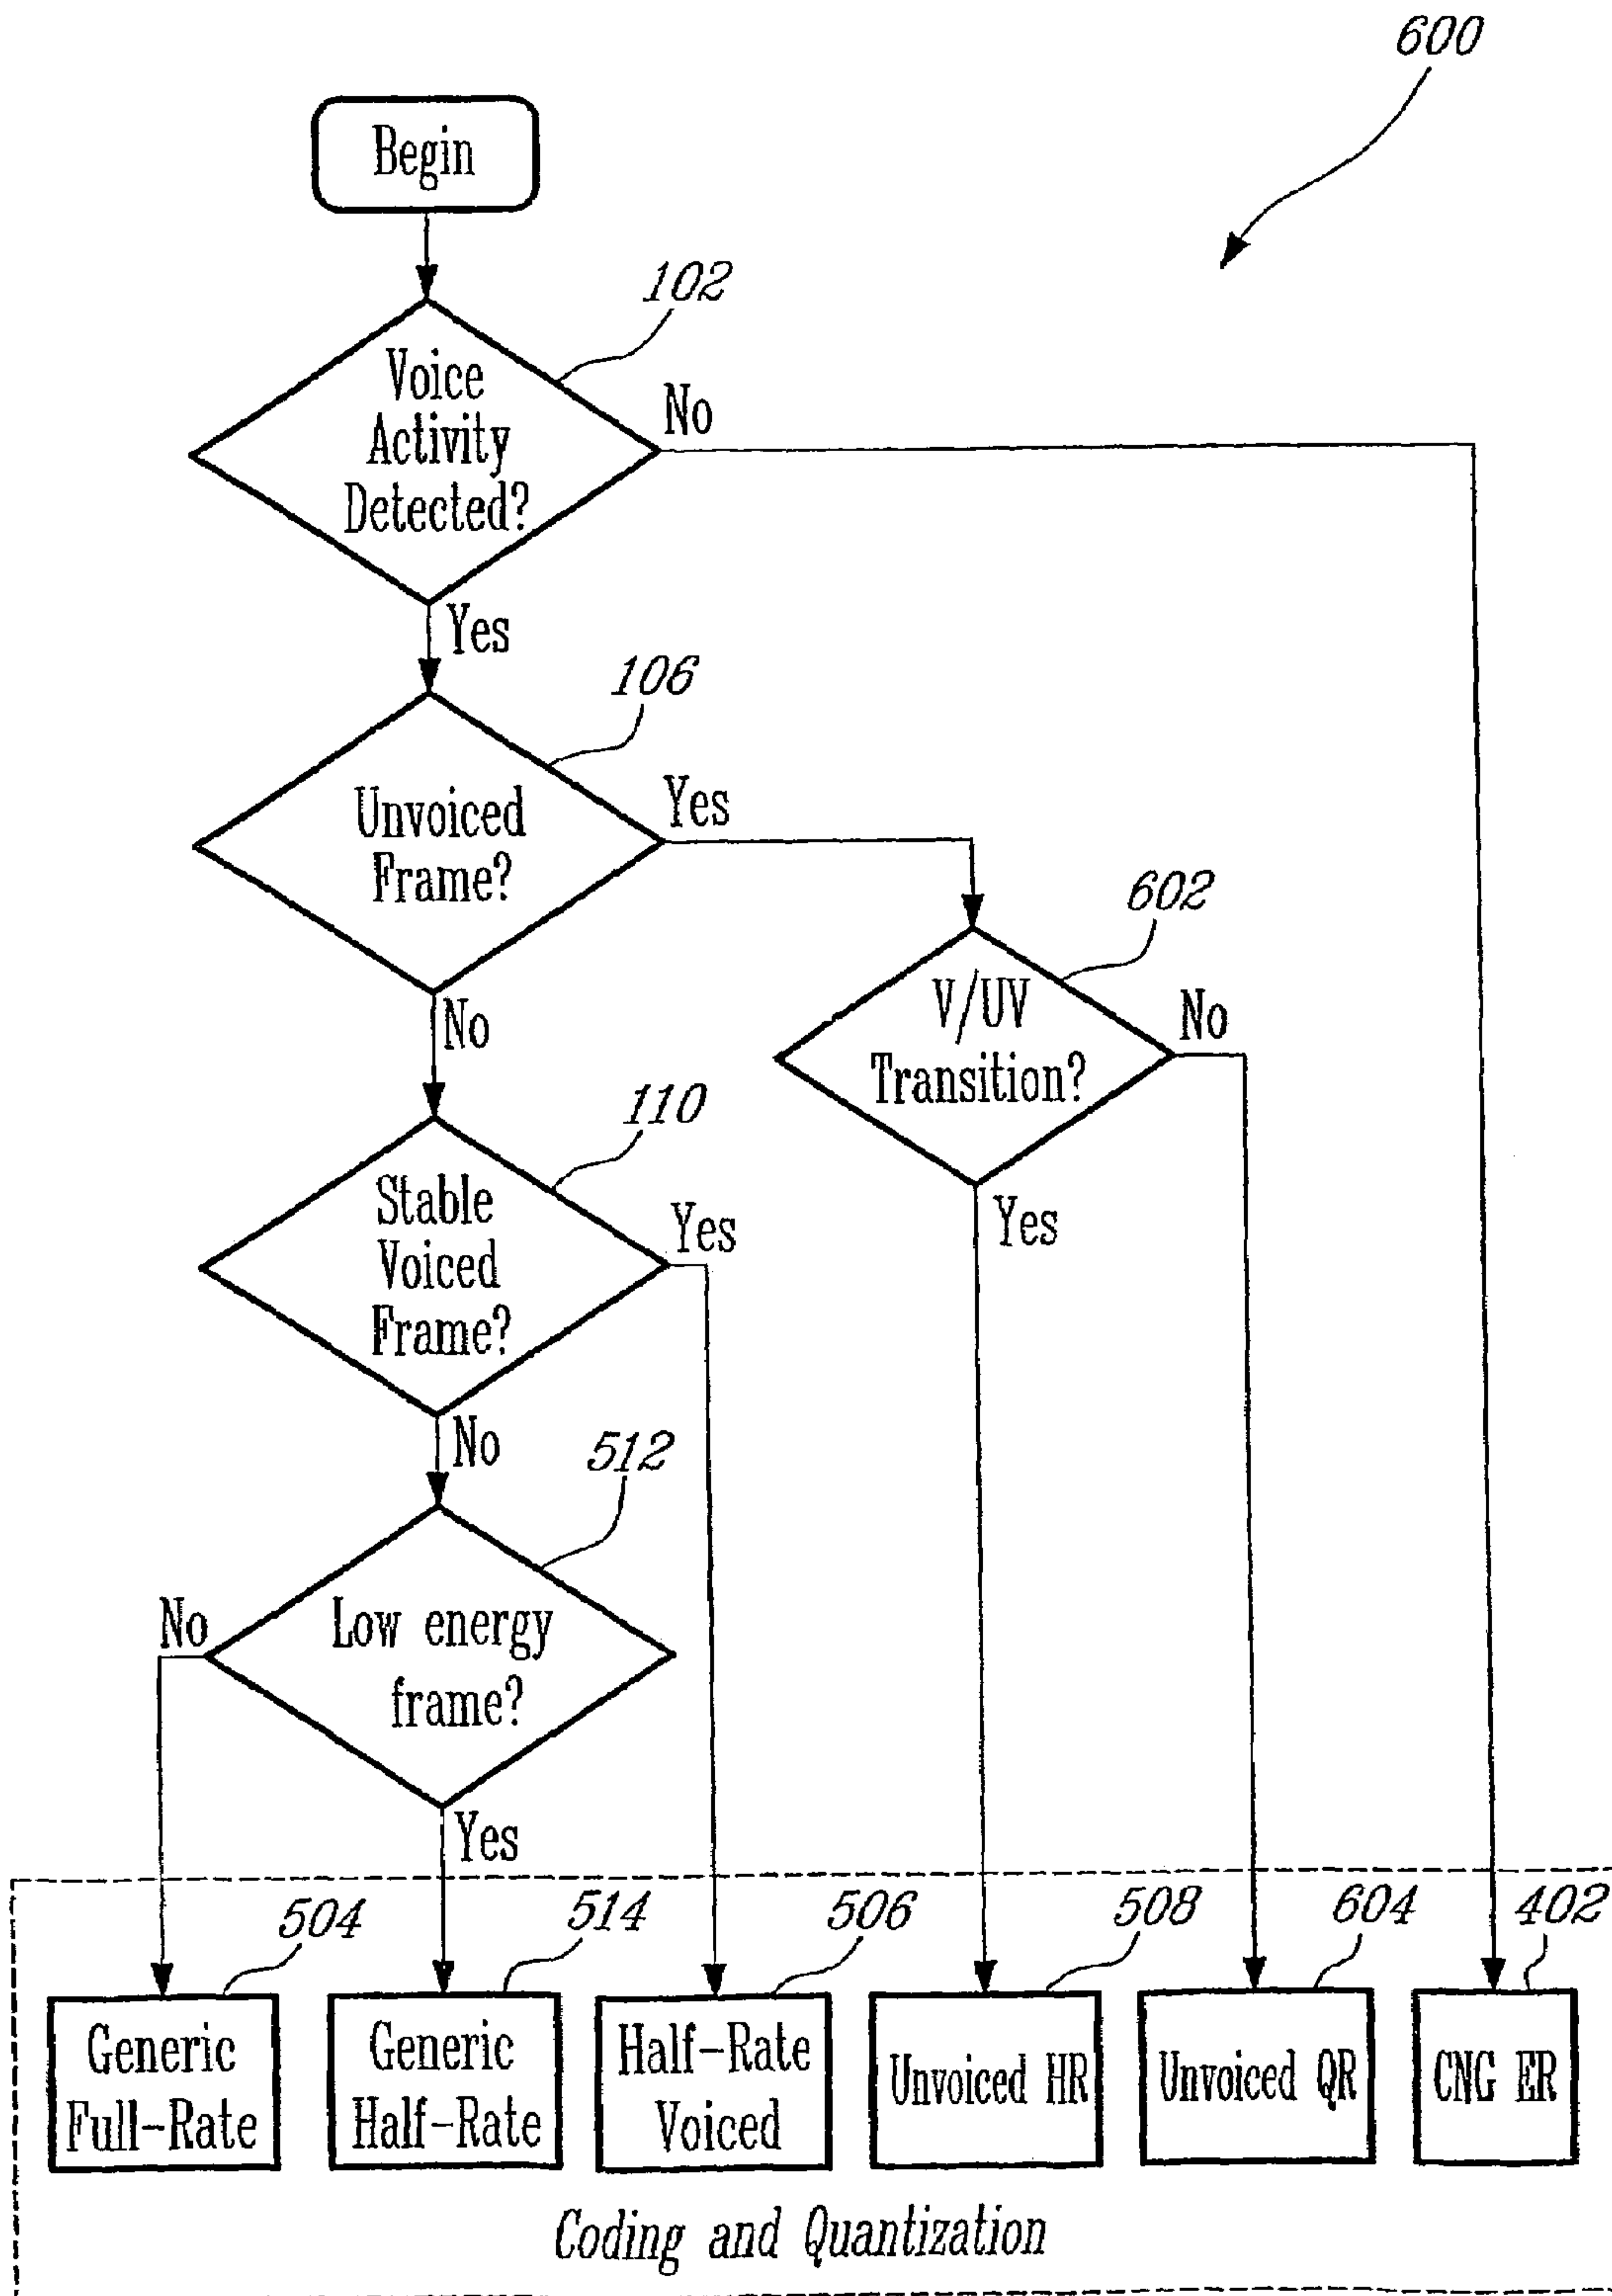 600
Begin
102
Voice
Activity
Detected?
No
Yes
106
Unvoiced
Frame?
Yes
No
602
V/UV
Transition?
No
Yes
110
Stable
Voiced
Frame?
Yes
No
512
Low energy
frame?
No
Yes
504
514
506
508
604
402
Generic
Full-Rate
Generic
Half-Rate
Half-Rate
Voiced
Unvoiced HR
Unvoiced QR
CNG ER
Coding and Quantization